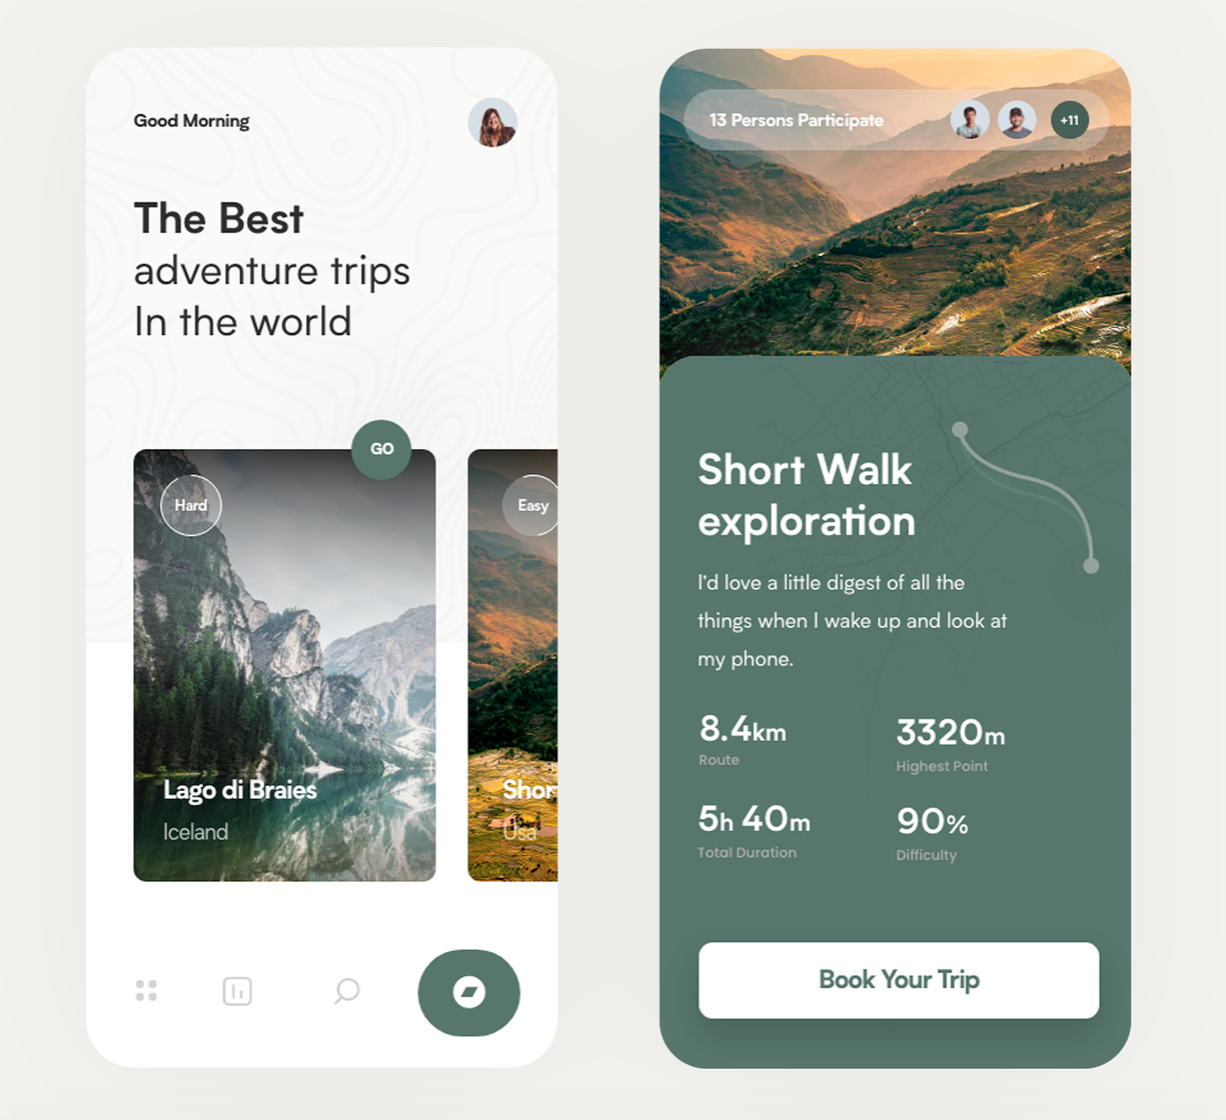 Good Morning
The Best
adventure trips
In the world
GO
Hard
Easy
Lago di Braies
Iceland
Shor
Usa
13 Persons Participate
+11
Short Walk
exploration
I'd love a little digest of all the
things when I wake up and look at
my phone.
8.4km
Route
3320m
Highest Point
5h 40m
Total Duration
90%
Difficulty
Book Your Trip